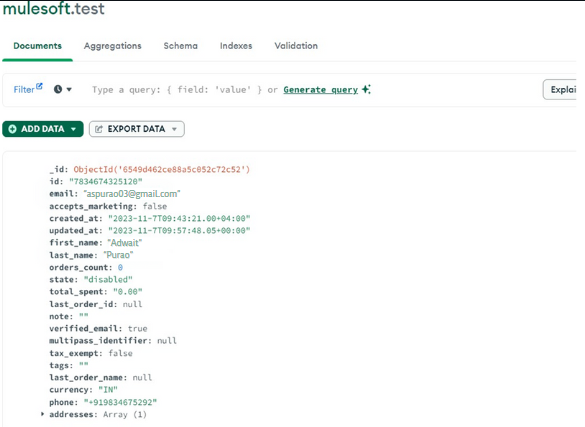 mulesoft.test
Documents Aggregations Schema Indexes Validation
Filter Type a query: { field: 'value' } or Generate query Explai
ADD DATA EXPORT DATA
_id: ObjectId('6549d462ce88a5c052c72c52')
id: "7834674325120"
email: "aspurao03@gmail.com"
accepts_marketing: false
created_at: "2023-11-7T09:43:21.00+04:00"
updated_at: "2023-11-7T09:57:48.05+00:00"
first_name: "Adwait"
last_name: "Purao"
orders_count: 0
state: "disabled"
total_spent: "0.00"
last_order_id: null
note: ""
verified_email: true
multipass_identifier: null
tax_exempt: false
tags: ""
last_order_name: null
currency: "IN"
phone: "+919834675292"
addresses: Array (1)